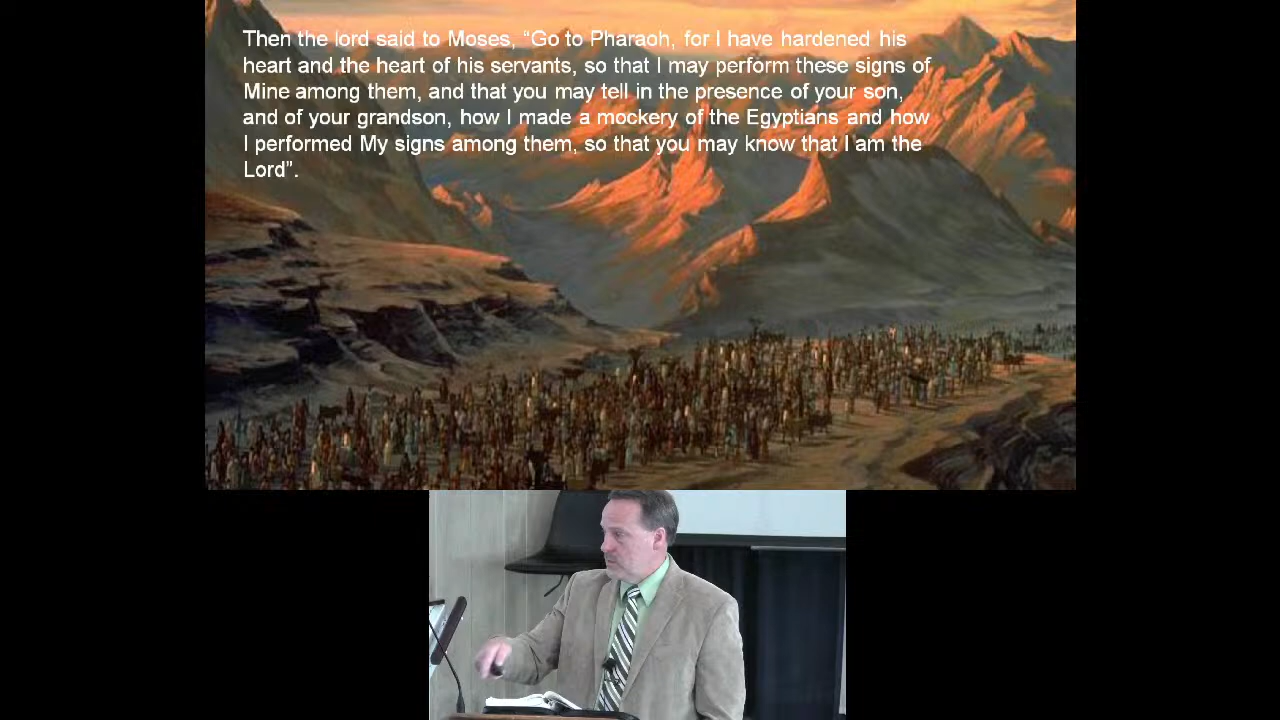 Then the lord said to Moses, “Go to Pharaoh, for I have hardened his
heart and the heart of his servants, so that I may perform these signs of
Mine among them, and that you may tell in the presence of your son,
and of your grandson, how I made a mockery of the Egyptians and how
I performed My signs among them, so that you may know that I am the
Lord”.